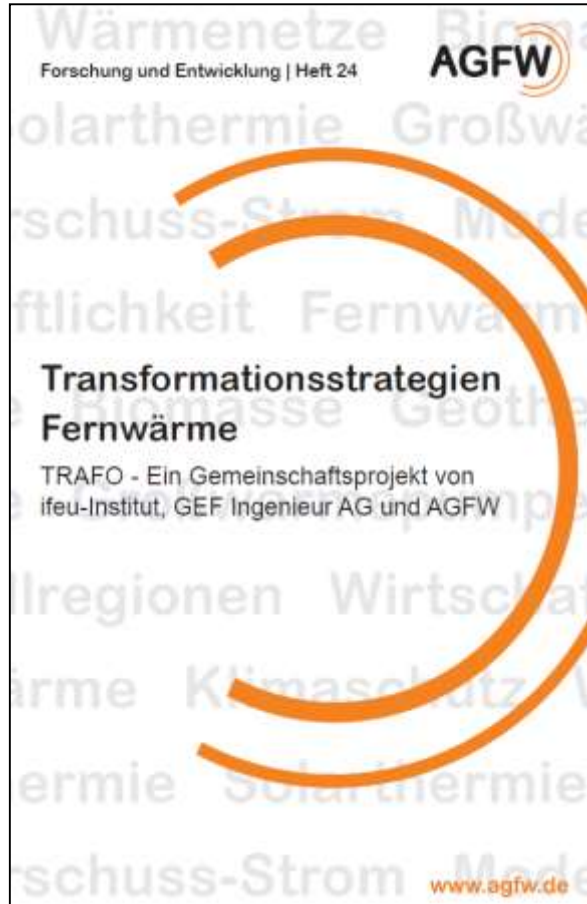 Wärmenetze
Forschung und Entwicklung | Heft 24
AGFW
olarthermie Großwä
rschuss-Strom Mode
ftlichkeit Fernwärm
Transformationsstrategien
Biomasse Geothe
Fernwärme
TRAFO - Ein Gemeinschaftsprojekt von
ifeu-Institut, GEF Ingenieur AG und AGFW
Großwärmepumpe
llregionen Wirtschaf
ärme Klimaschutz
ermie Solarthermie
rschuss-Strom Mode
www.agfw.de